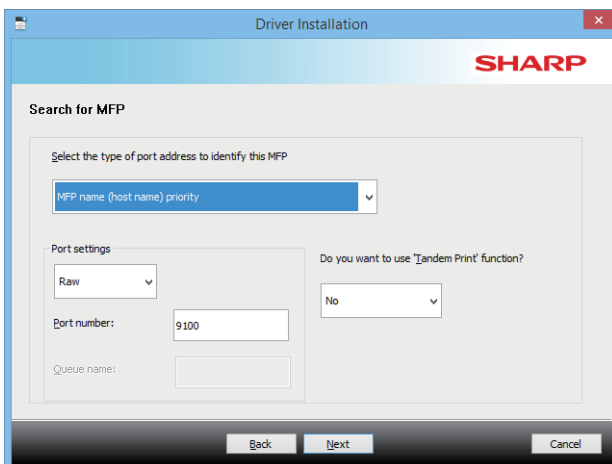 Driver Installation
SHARP
Search for MFP
Select the type of port address to identify this MFP
MFP name (host name) priority
Port settings
Raw
Port number:
9100
Queue name:
Do you want to use 'Tandem Print' function?
No
Back
Next
Cancel